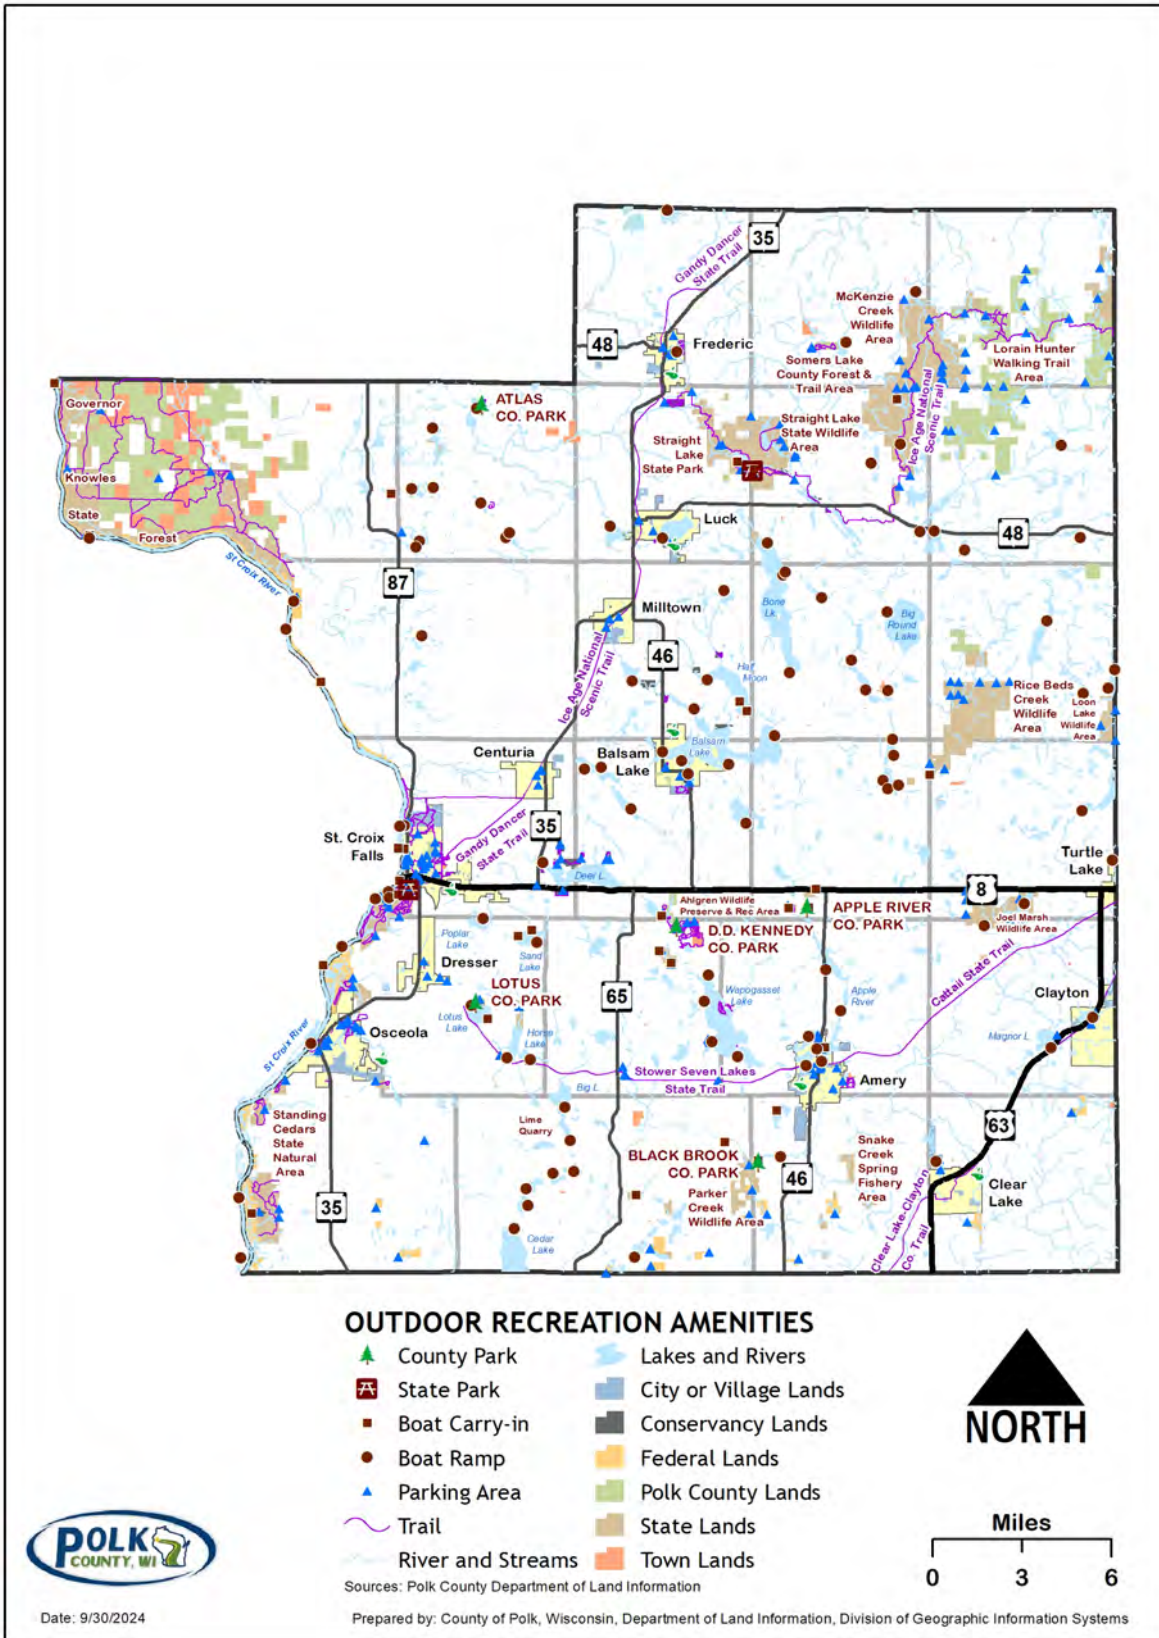 35
Gandy Dancer
State Trail
McKenzie
Creek
Wildlife
Area
48
Frederic
Somers Lake
County Forest &
Trail Area
Lorain Hunter
Walking Trail
Area
Governor
ATLAS
CO. PARK
Ice Age National
Scenic Trail
Straight Lake
State Wildlife
Area
Straight
Lake
State Park
Knowles
State
Forest
Luck
48
St Croix River
87
Bone
Lk.
Big
Round
Lake
Milltown
46
Ice Age National
Scenic Trail
Half
Moon
Rice Beds
Creek
Wildlife
Area
Loon
Lake
Wildlife
Area
Centuria
Balsam
Lake
Balsam
Lake
35
St. Croix
Falls
Gandy Dancer
State Trail
Deer L.
Turtle
Lake
8
Ahlgren Wildlife
Preserve & Rec Area
APPLE RIVER
CO. PARK
Joel Marsh
Wildlife Area
D.D. KENNEDY
CO. PARK
Poplar
Lake
Sand
Lake
Dresser
Cattail State Trail
LOTUS
CO. PARK
65
Wapogasset
Lake
Apple
River
Clayton
Lotus
Lake
Horse
Lake
Osceola
Magnor L.
St Croix River
Stower Seven Lakes
State Trail
Big L.
Amery
Standing
Cedars
State
Natural
Area
Lime
Quarry
63
BLACK BROOK
CO. PARK
Snake
Creek
Spring
Fishery
Area
46
Parker
Creek
Wildlife Area
Clear
Lake
35
Clear Lake-Clayton
Co. Trail
Cedar
Lake
OUTDOOR RECREATION AMENITIES
County Park
State Park
Boat Carry-in
Boat Ramp
Parking Area
Trail
River and Streams
Lakes and Rivers
City or Village Lands
Conservancy Lands
Federal Lands
Polk County Lands
State Lands
Town Lands
NORTH
Miles
0 3 6
POLK
COUNTY, WI
Sources: Polk County Department of Land Information
Date: 9/30/2024
Prepared by: County of Polk, Wisconsin, Department of Land Information, Division of Geographic Information Systems